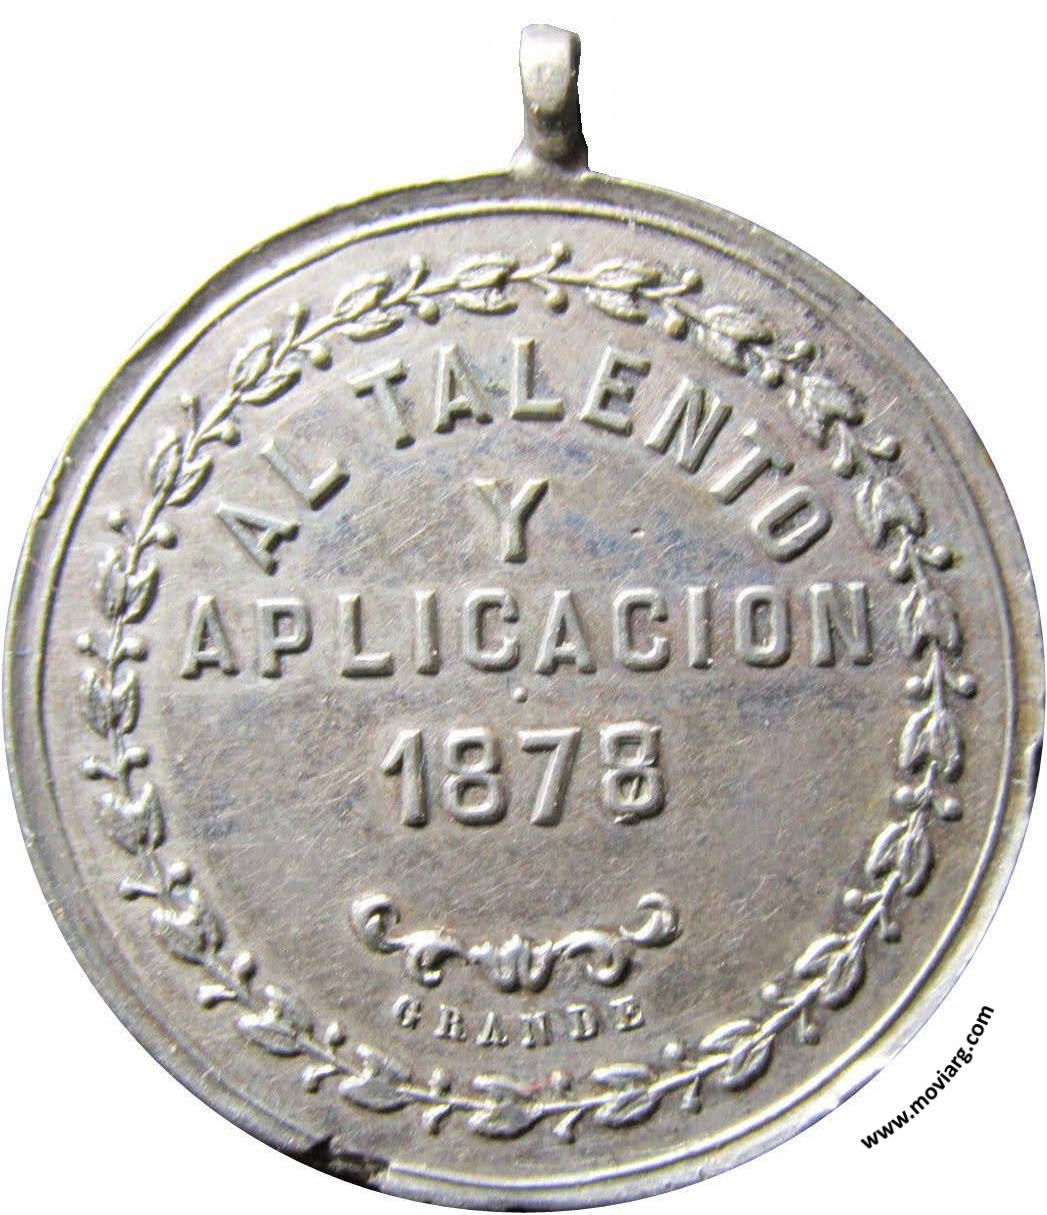 AL TALENTO
Y
APLICACION
1878
GRANDE
www.moviarg.com